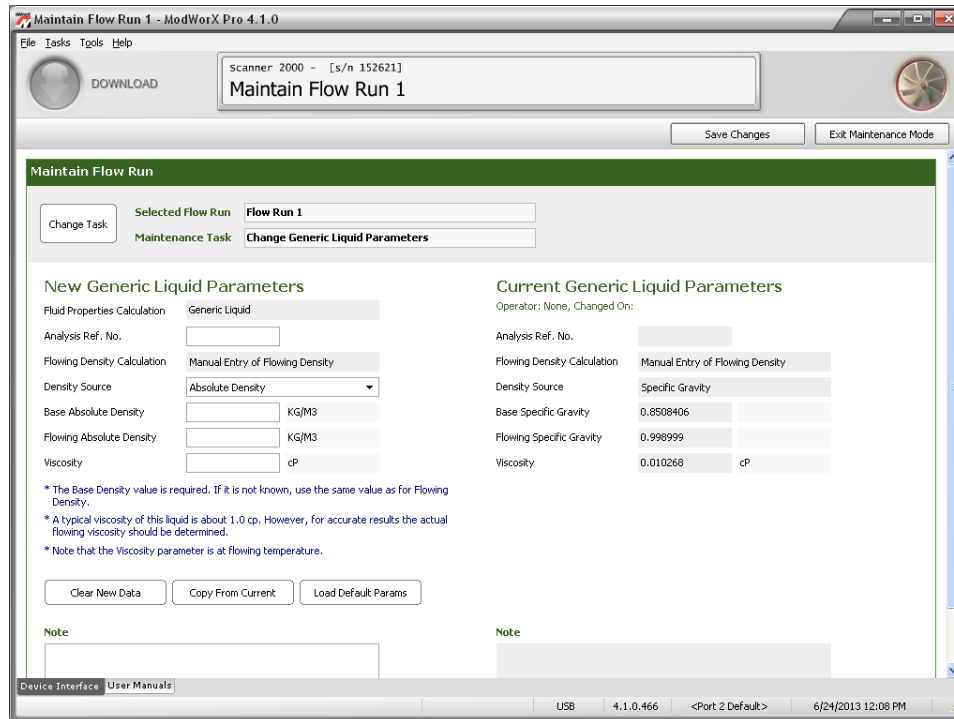 Maintain Flow Run 1 - ModWorX Pro 4.1.0
File Tasks Tools Help
DOWNLOAD
Scanner 2000 - [s/n 152621]
Maintain Flow Run 1
Save Changes
Exit Maintenance Mode
Maintain Flow Run
Change Task
Selected Flow Run Flow Run 1
Maintenance Task Change Generic Liquid Parameters
New Generic Liquid Parameters
Fluid Properties Calculation Generic Liquid
Analysis Ref. No.
Flowing Density Calculation Manual Entry of Flowing Density
Density Source Absolute Density
Base Absolute Density KG/M3
Flowing Absolute Density KG/M3
Viscosity cP
* The Base Density value is required. If it is not known, use the same value as for Flowing
Density.
* A typical viscosity of this liquid is about 1.0 cp. However, for accurate results the actual
flowing viscosity should be determined.
* Note that the Viscosity parameter is at flowing temperature.
Clear New Data
Copy From Current
Load Default Params
Note
Current Generic Liquid Parameters
Operator: None, Changed On:
Analysis Ref. No.
Flowing Density Calculation Manual Entry of Flowing Density
Density Source Specific Gravity
Base Specific Gravity 0.8508406
Flowing Specific Gravity 0.998999
Viscosity 0.010268 cP
Note
Device Interface User Manuals
USB 4.1.0.466 <Port 2 Default> 6/24/2013 12:08 PM